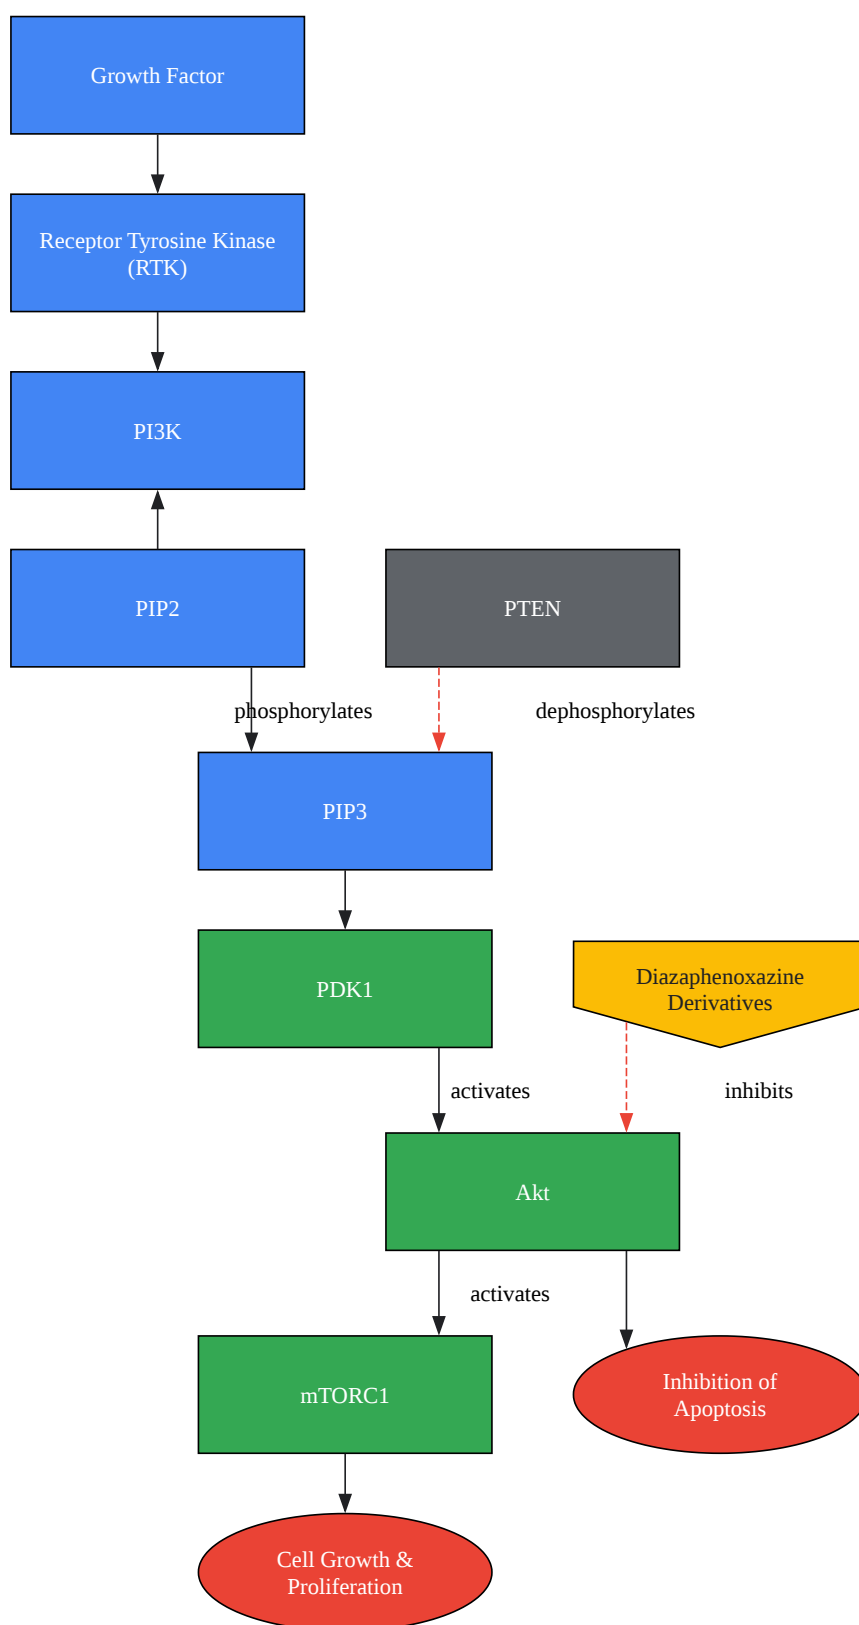 Growth Factor
Receptor Tyrosine Kinase
(RTK)
PI3K
PIP2
PTEN
phosphorylates
dephosphorylates
PIP3
PDK1
Diazaphenoxazine
Derivatives
activates
inhibits
Akt
activates
mTORC1
Inhibition of
Apoptosis
Cell Growth &
Proliferation